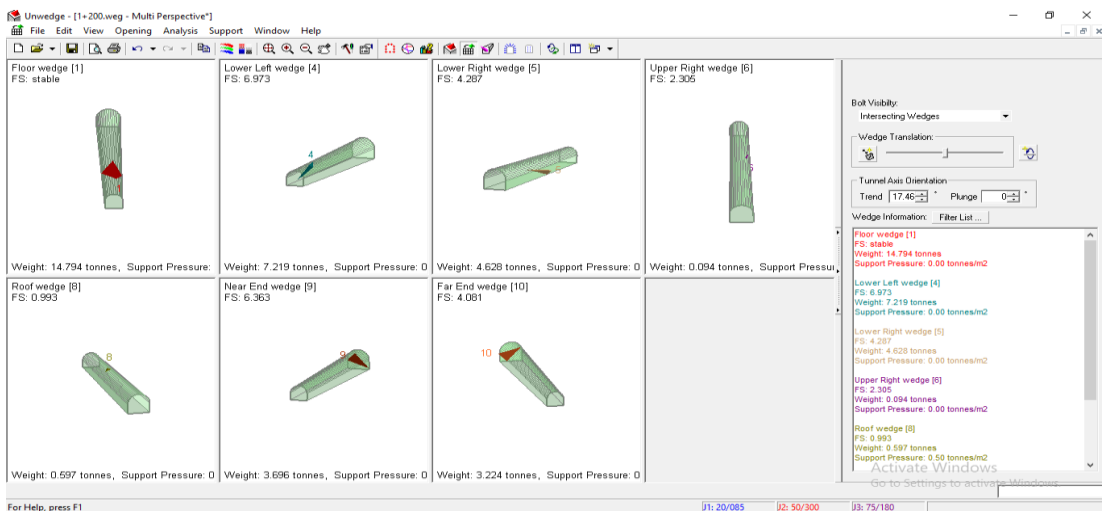 Unwedge - [1+200.weg - Multi Perspective*]
File Edit View Opening Analysis Support Window Help
Floor wedge [1]
FS: stable
Weight: 14.794 tonnes, Support Pressure:
Lower Left wedge [4]
FS: 6.973
4
Weight: 7.219 tonnes, Support Pressure: 0
Lower Right wedge [5]
FS: 4.287
Weight: 4.628 tonnes, Support Pressure: 0
Upper Right wedge [6]
FS: 2.305
Weight: 0.094 tonnes, Support Pressu
Roof wedge [8]
FS: 0.993
8
Weight: 0.597 tonnes, Support Pressure: 0
Near End wedge [9]
FS: 6.363
9
Weight: 3.696 tonnes, Support Pressure: 0
Far End wedge [10]
FS: 4.081
10
Weight: 3.224 tonnes, Support Pressure: 0
Bolt Visibilty:
Intersecting Wedges
Wedge Translation:
Tunnel Axis Orientation
Trend 17.46 ° Plunge 0 °
Wedge Information: Filter List ...
Floor wedge [1]
FS: stable
Weight: 14.794 tonnes
Support Pressure: 0.00 tonnes/m2
Lower Left wedge [4]
FS: 6.973
Weight: 7.219 tonnes
Support Pressure: 0.00 tonnes/m2
Lower Right wedge [5]
FS: 4.287
Weight: 4.628 tonnes
Support Pressure: 0.00 tonnes/m2
Upper Right wedge [6]
FS: 2.305
Weight: 0.094 tonnes
Support Pressure: 0.00 tonnes/m2
Roof wedge [8]
FS: 0.993
Weight: 0.597 tonnes
Support Pressure: 0.50 tonnes/m2
Activate Windows
Go to Settings to activate Windows.
For Help, press F1
J1: 20/085 J2: 50/300 J3: 75/180